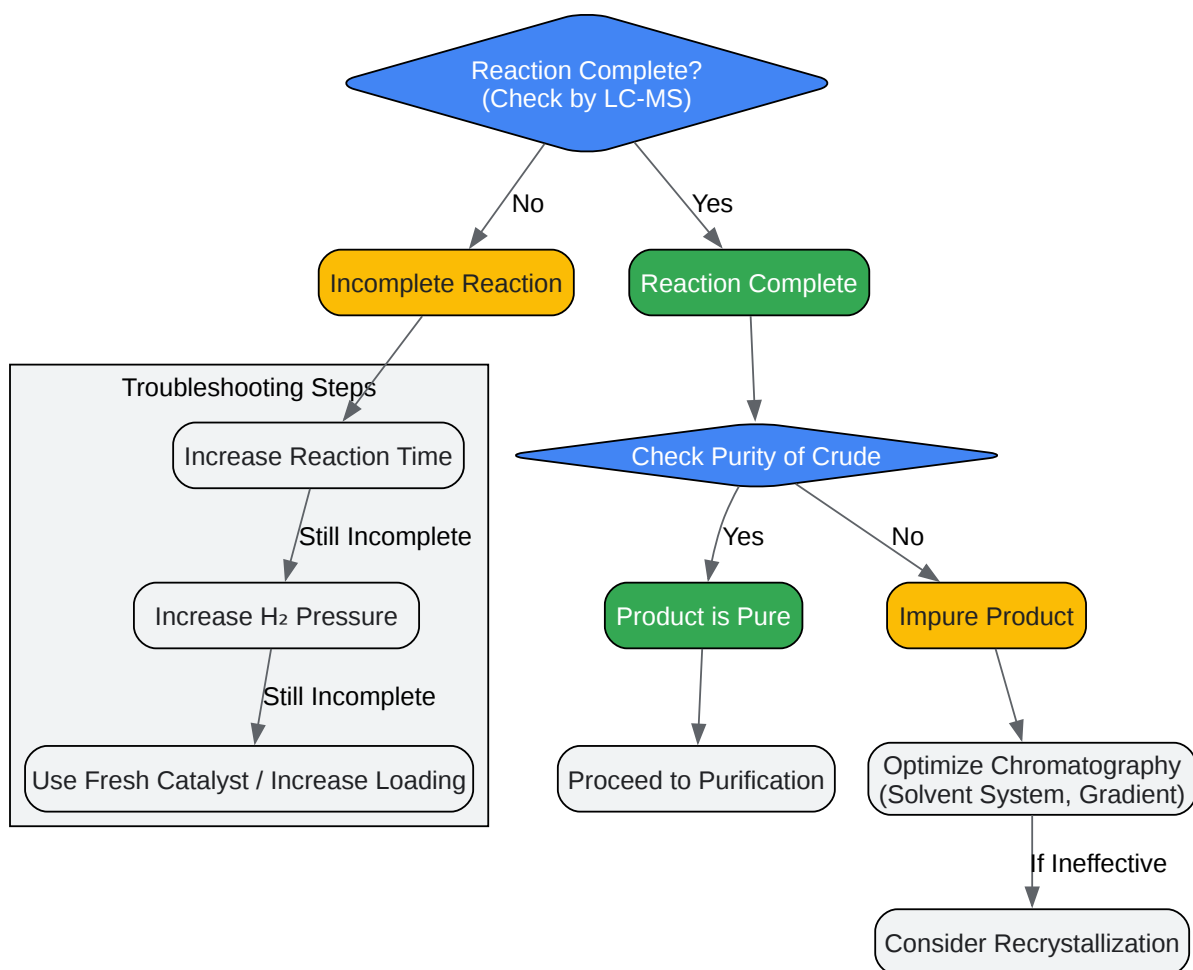 Reaction Complete?
(Check by LC-MS)
No
Yes
Incomplete Reaction
Reaction Complete
Troubleshooting Steps
Increase Reaction Time
Check Purity of Crude
Still Incomplete
Yes
No
Increase H₂ Pressure
Product is Pure
Impure Product
Still Incomplete
Use Fresh Catalyst / Increase Loading
Proceed to Purification
Optimize Chromatography
(Solvent System, Gradient)
If Ineffective
Consider Recrystallization